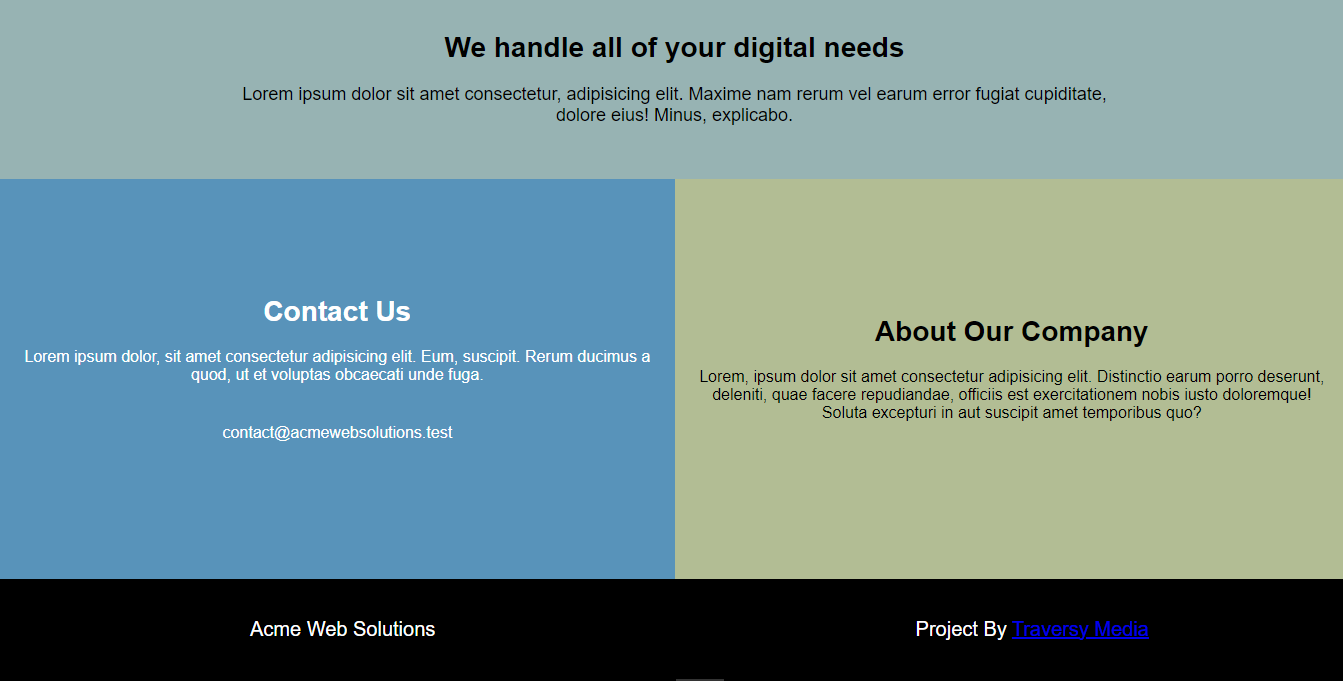 We handle all of your digital needs
Lorem ipsum dolor sit amet consectetur, adipisicing elit. Maxime nam rerum vel earum error fugiat cupiditate,
dolore eius! Minus, explicabo.
Contact Us
Lorem ipsum dolor, sit amet consectetur adipisicing elit. Eum, suscipit. Rerum ducimus a
quod, ut et voluptas obcaecati unde fuga.
contact@acmewebsolutions.test
About Our Company
Lorem, ipsum dolor sit amet consectetur adipisicing elit. Distinctio earum porro deserunt,
deleniti, quae facere repudiandae, officiis est exercitationem nobis iusto doloremque!
Soluta excepturi in aut suscipit amet temporibus quo?
Acme Web Solutions
Project By Traversy Media